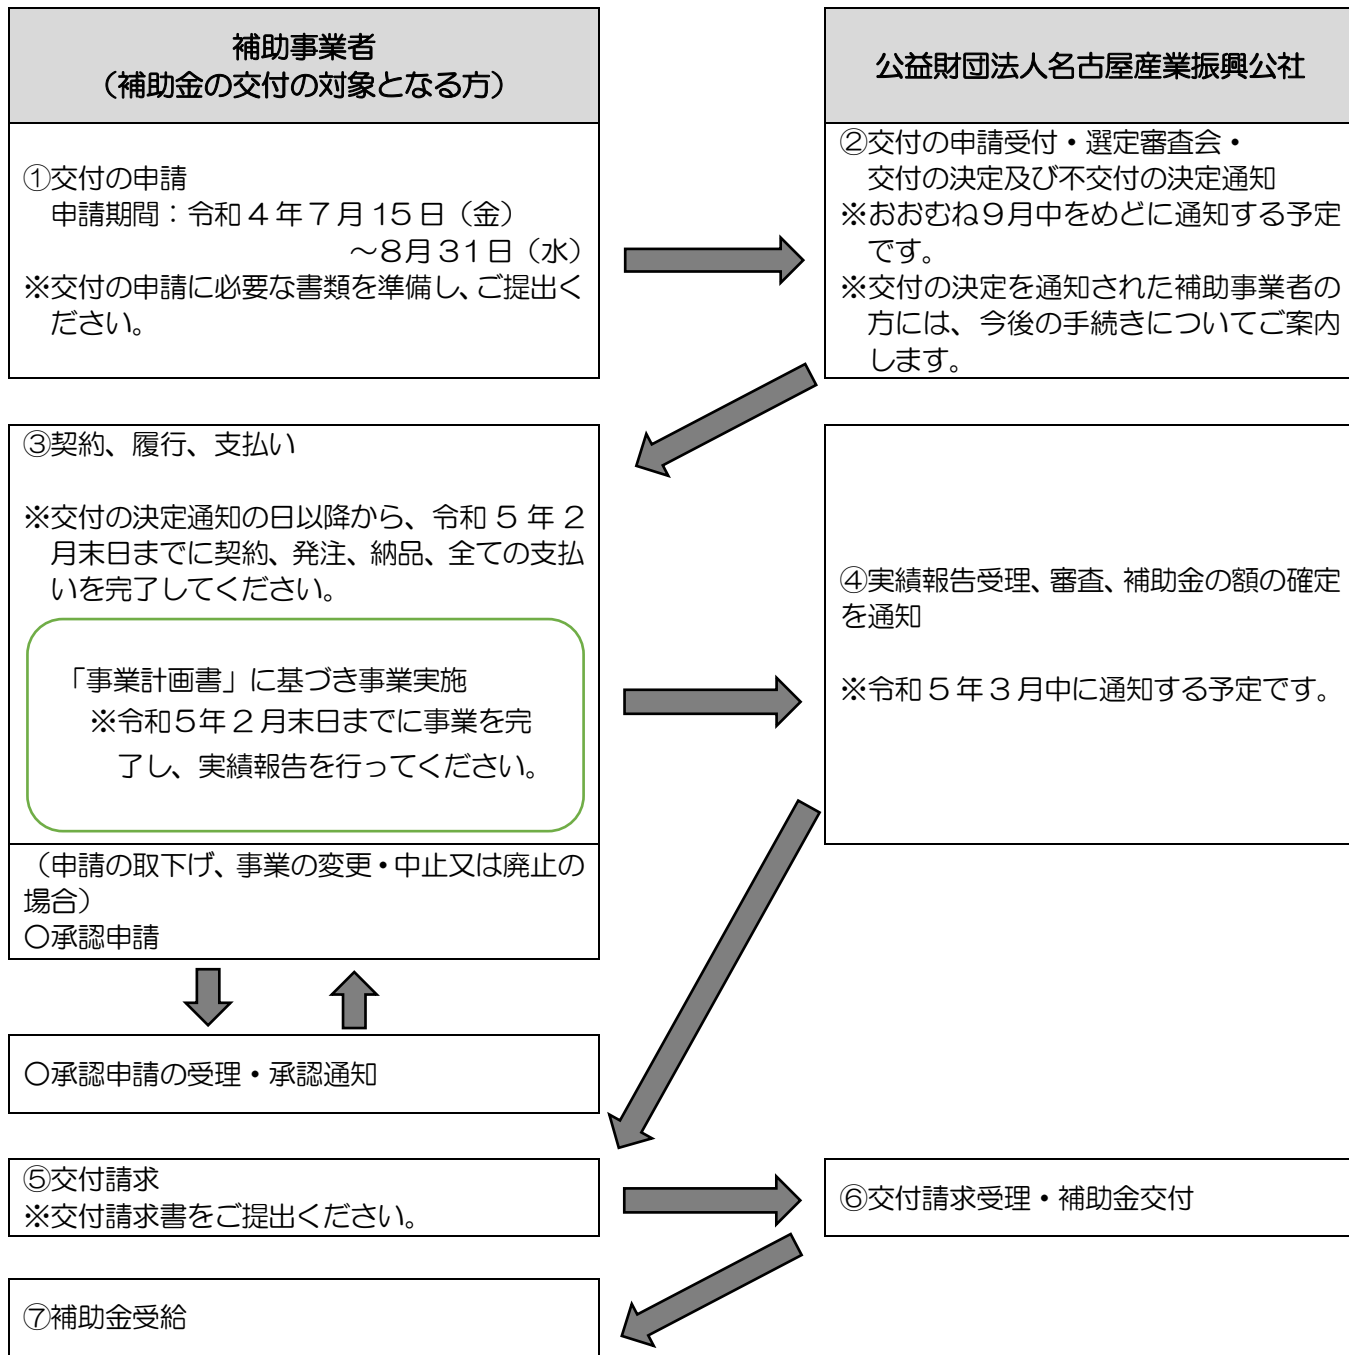 補助事業者
（補助金の交付の対象となる方）
公益財団法人名古屋産業振興公社
①交付の申請
申請期間：令和４年７月 15 日（金）
～８月３１日（水）
※交付の申請に必要な書類を準備し、ご提出く
ださい。
②交付の申請受付・選定審査会・
交付の決定及び不交付の決定通知
※おおむね９月中をめどに通知する予定
です。
※交付の決定を通知された補助事業者の
方には、今後の手続きについてご案内
します。
③契約、履行、支払い
※交付の決定通知の日以降から、令和 ５ 年 ２
月末日までに契約、発注、納品、全ての支払
いを完了してください。
「事業計画書」に基づき事業実施
※令和５年２月末日までに事業を完
了し、実績報告を行ってください。
④実績報告受理、審査、補助金の額の確定
を通知
※令和５年３月中に通知する予定です。
（申請の取下げ、事業の変更・中止又は廃止の
場合）
〇承認申請
〇承認申請の受理・承認通知
⑤交付請求
※交付請求書をご提出ください。
⑥交付請求受理・補助金交付
⑦補助金受給